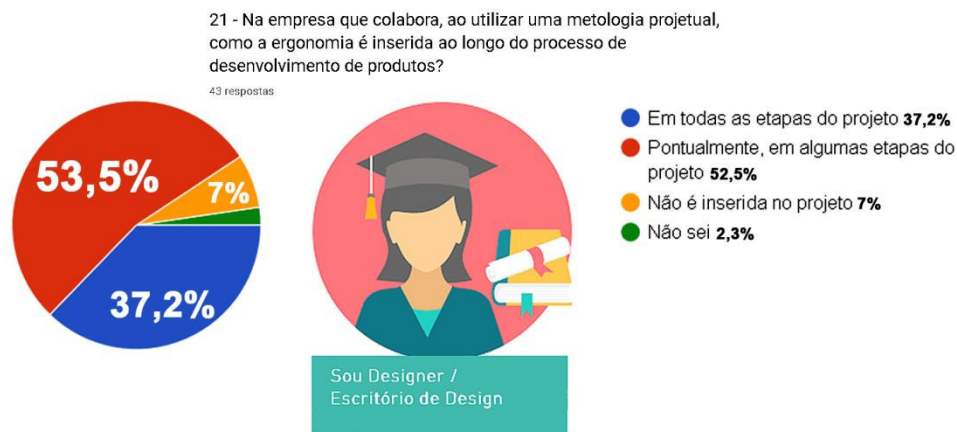 21 - Na empresa que colabora, ao utilizar uma metologia projetual,
como a ergonomia é inserida ao longo do processo de
desenvolvimento de produtos?
43 respostas
53,5%
7%
37,2%
Em todas as etapas do projeto 37,2%
Pontualmente, em algumas etapas do
projeto 52,5%
Não é inserida no projeto 7%
Não sei 2,3%
Sou Designer /
Escritório de Design